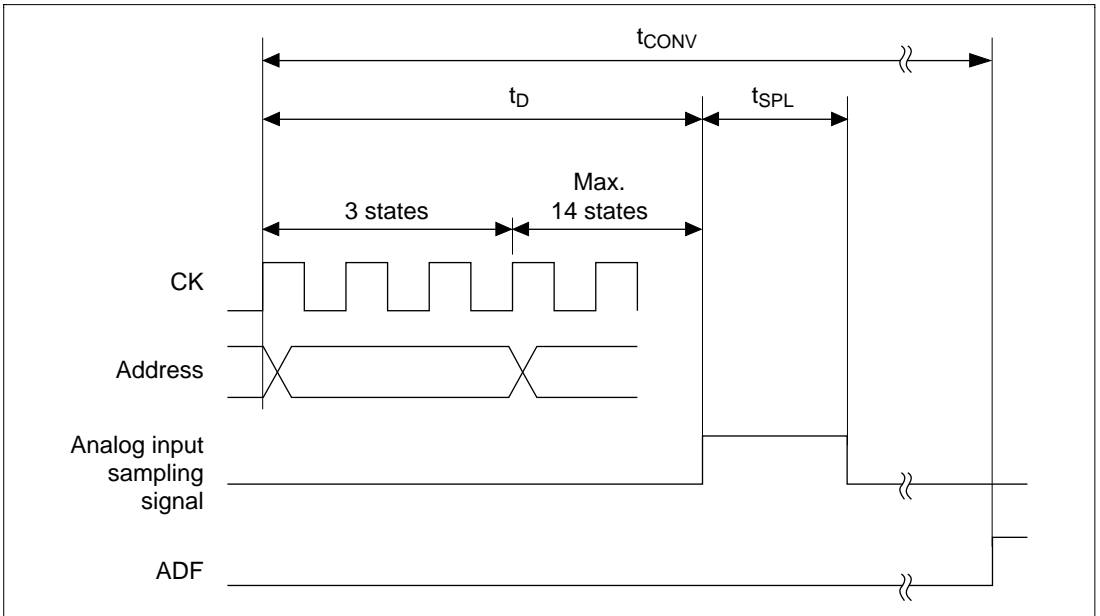 tCONV
tD
tSPL
Max.
3 states
14 states
CK
Address
Analog input
sampling
signal
ADF